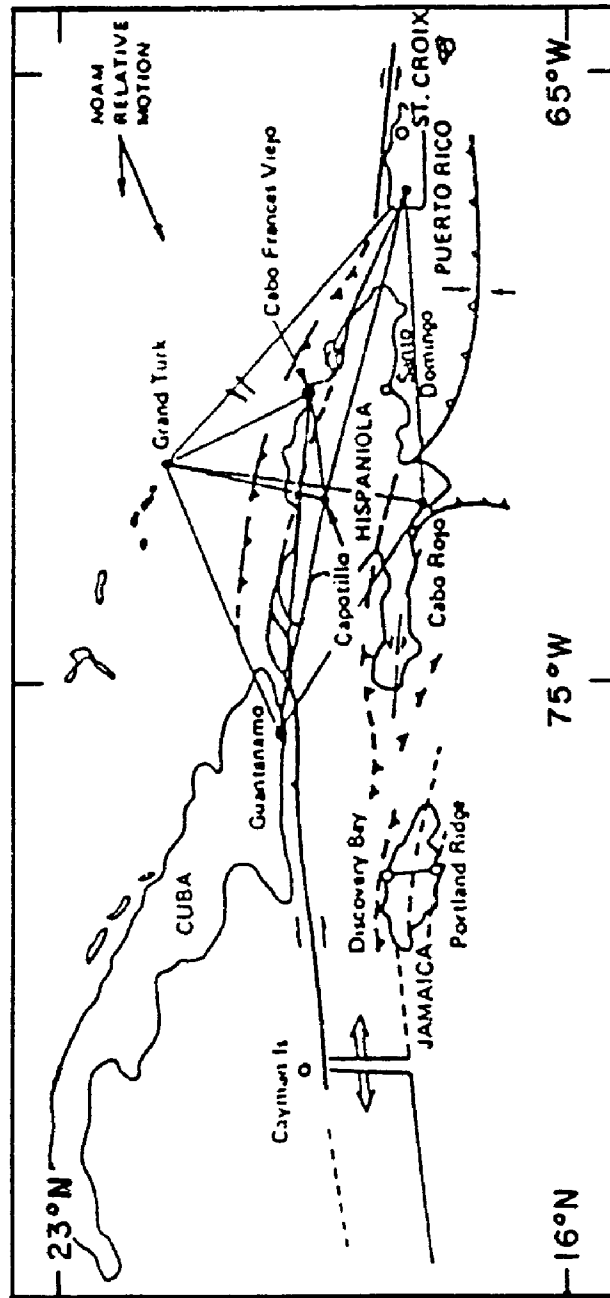 23°N
16°N
75°W
65°W
NOAM
RELATIVE
MOTION
Grand Turk
Cabo Frances Viejo
CUBA
Guantanamo
Capotillo
HISPANIOLA
Santo
Domingo
Cabo Rojo
PUERTO RICO
ST. CROIX
Cayman Is
Discovery Bay
JAMAICA
Portland Ridge